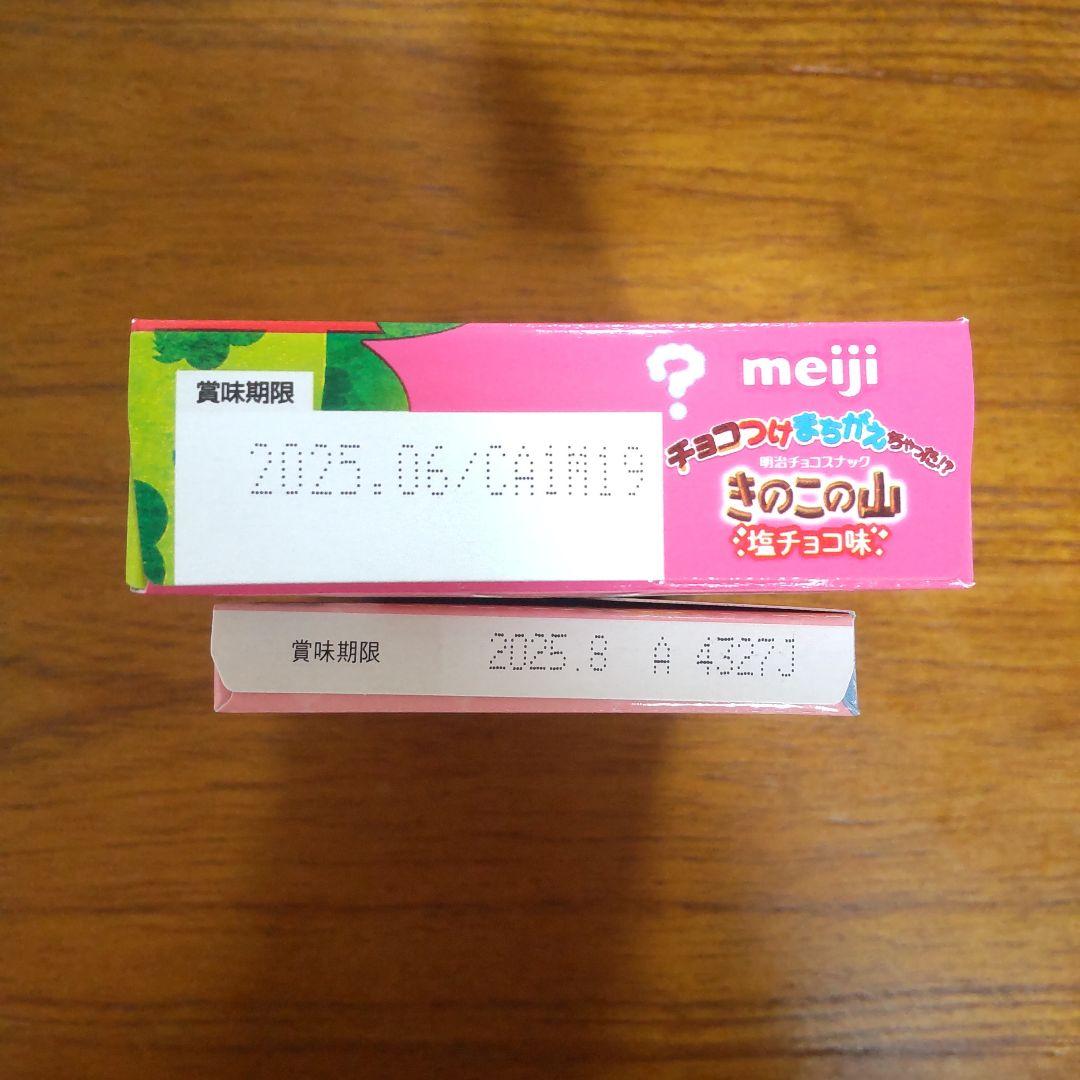 賞味期限
2025.06/CA1M19
?
meiji
チョコつけまちがえちゃった!?
明治チョコスナック
きのこの山
塩チョコ味
賞味期限 2025.8 A 4327J